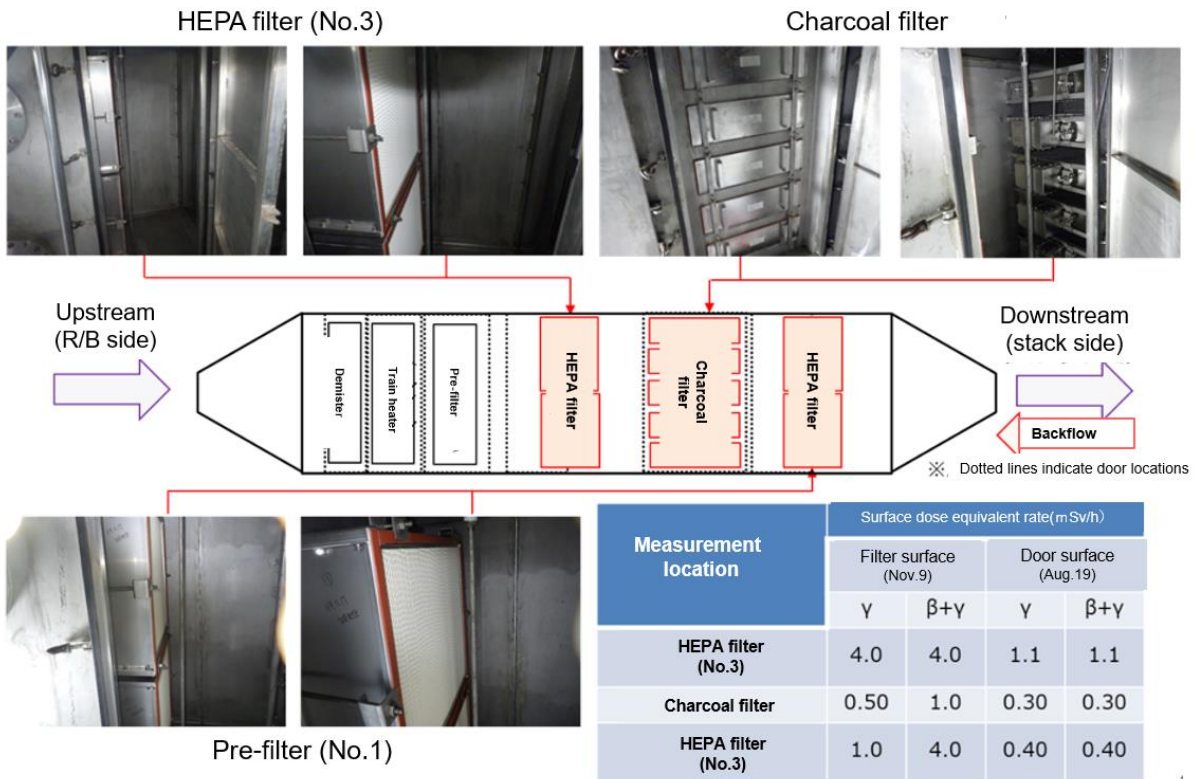 HEPA filter (No.3)
Charcoal filter
Upstream
(R/B side)
Demister
Train heater
Pre-filter
HEPA filter
Charcoal
filter
HEPA filter
Downstream
(stack side)
Backflow
※. Dotted lines indicate door locations
Pre-filter (No.1)
Measurement
location
Surface dose equivalent rate(mSv/h)
Filter surface
(Nov.9)
Door surface
(Aug.19)
γ
β+γ
γ
β+γ
HEPA filter
(No.3)
4.0
4.0
1.1
1.1
Charcoal filter
0.50
1.0
0.30
0.30
HEPA filter
(No.3)
1.0
4.0
0.40
0.40